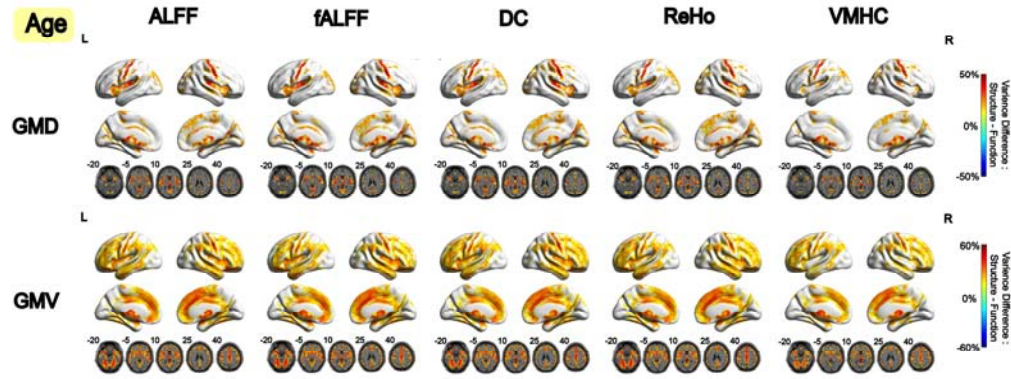 Age ALFF fALFF DC ReHo VMHC
L R
GMD
-20 -5 10 25 40 -20 -5 10 25 40 -20 -5 10 25 40 -20 -5 10 25 40 -20 -5 10 25 40
50%
0%
-50%
Varience Difference :
Structure - Function
L R
GMV
-20 -5 10 25 40 -20 -5 10 25 40 -20 -5 10 25 40 -20 -5 10 25 40 -20 -5 10 25 40
60%
0%
-60%
Varience Difference :
Structure - Function